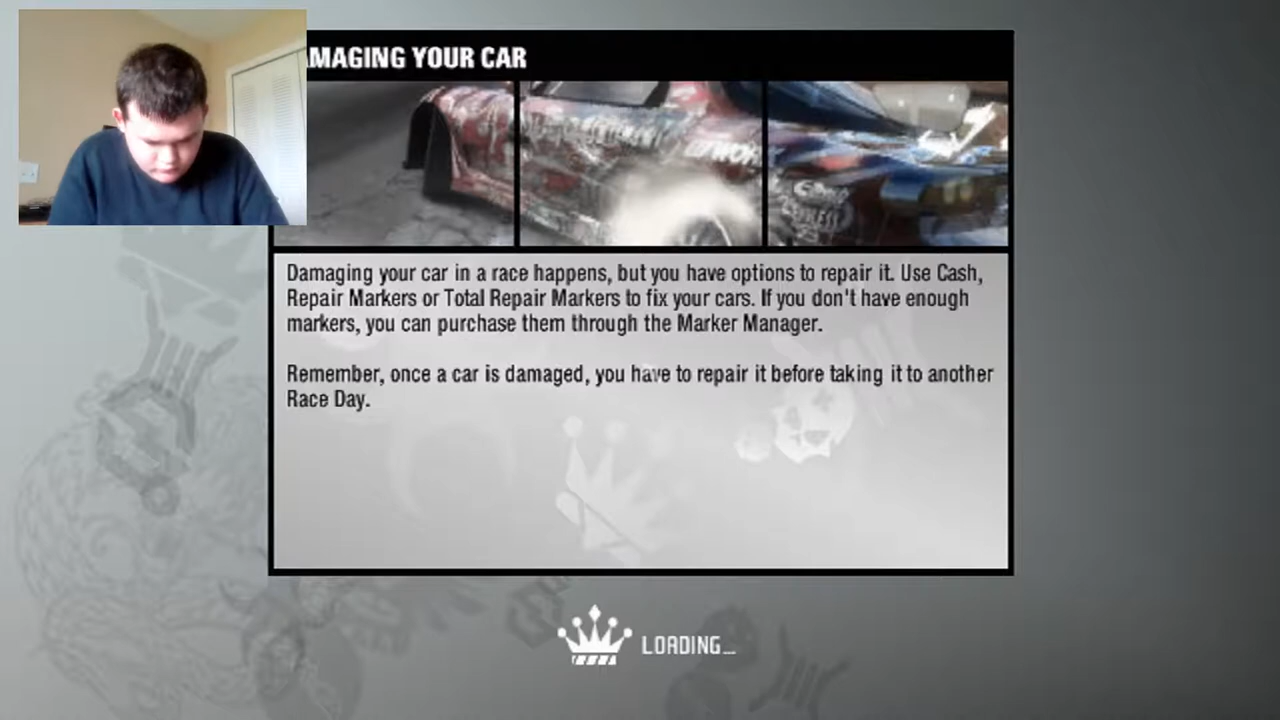 MAGING YOUR CAR
Damaging your car in a race happens, but you have options to repair it. Use Cash,
Repair Markers or Total Repair Markers to fix your cars. If you don't have enough
markers, you can purchase them through the Marker Manager.
Remember, once a car is damaged, you have to repair it before taking it to another
Race Day.
LOADING_